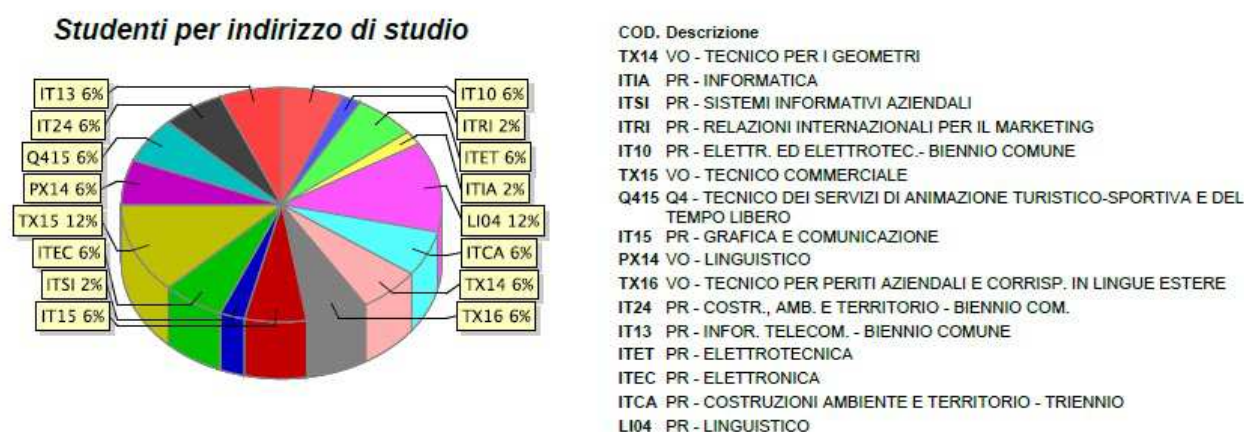 Studenti per indirizzo di studio
IT13 6%
IT24 6%
Q415 6%
PX14 6%
TX15 12%
ITEC 6%
ITSI 2%
IT15 6%
IT10 6%
ITRI 2%
ITET 6%
ITIA 2%
LI04 12%
ITCA 6%
TX14 6%
TX16 6%
COD. Descrizione
TX14 VO - TECNICO PER I GEOMETRI
ITIA PR - INFORMATICA
ITSI PR - SISTEMI INFORMATIVI AZIENDALI
ITRI PR - RELAZIONI INTERNAZIONALI PER IL MARKETING
IT10 PR - ELETTR. ED ELETTROTEC.- BIENNIO COMUNE
TX15 VO - TECNICO COMMERCIALE
Q415 Q4 - TECNICO DEI SERVIZI DI ANIMAZIONE TURISTICO-SPORTIVA E DEL
TEMPO LIBERO
IT15 PR - GRAFICA E COMUNICAZIONE
PX14 VO - LINGUISTICO
TX16 VO - TECNICO PER PERITI AZIENDALI E CORRISP. IN LINGUE ESTERE
IT24 PR - COSTR., AMB. E TERRITORIO - BIENNIO COM.
IT13 PR - INFOR. TELECOM. - BIENNIO COMUNE
ITET PR - ELETTROTECNICA
ITEC PR - ELETTRONICA
ITCA PR - COSTRUZIONI AMBIENTE E TERRITORIO - TRIENNIO
LI04 PR - LINGUISTICO